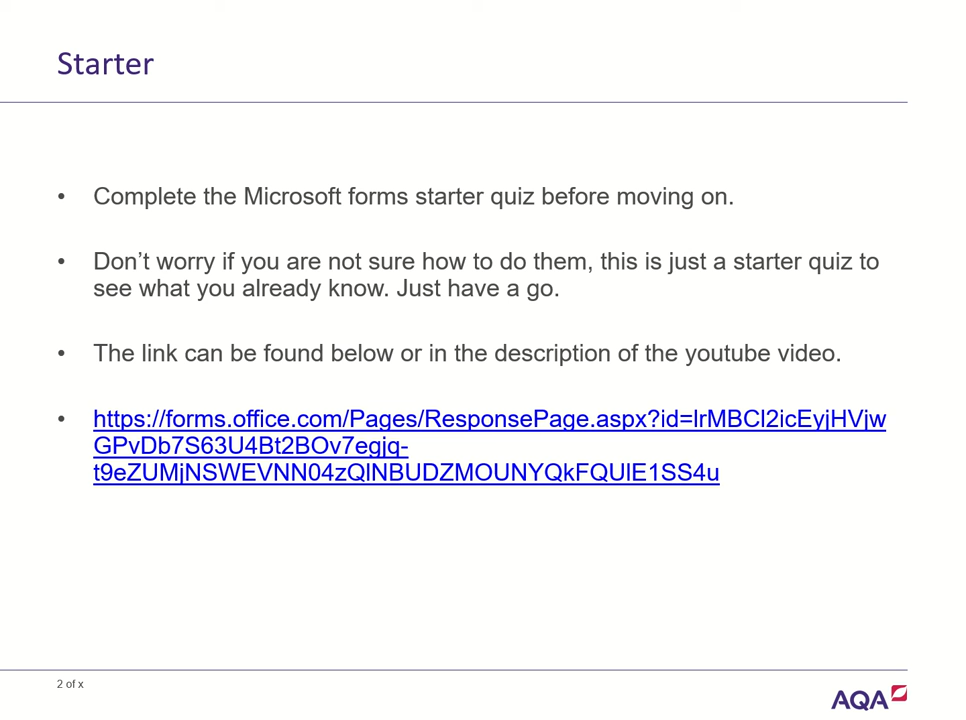 Starter
• Complete the Microsoft forms starter quiz before moving on.
• Don’t worry if you are not sure how to do them, this is just a starter quiz to
see what you already know. Just have a go.
• The link can be found below or in the description of the youtube video.
• https://forms.office.com/Pages/ResponsePage.aspx?id=lrMBCl2icEyjHVjw
GPvDb7S63U4Bt2BOv7egjq-
t9eZUMjNSWEVNN04zQlNBUDZMOUNYQkFQUlE1SS4u
2 of x
AQA